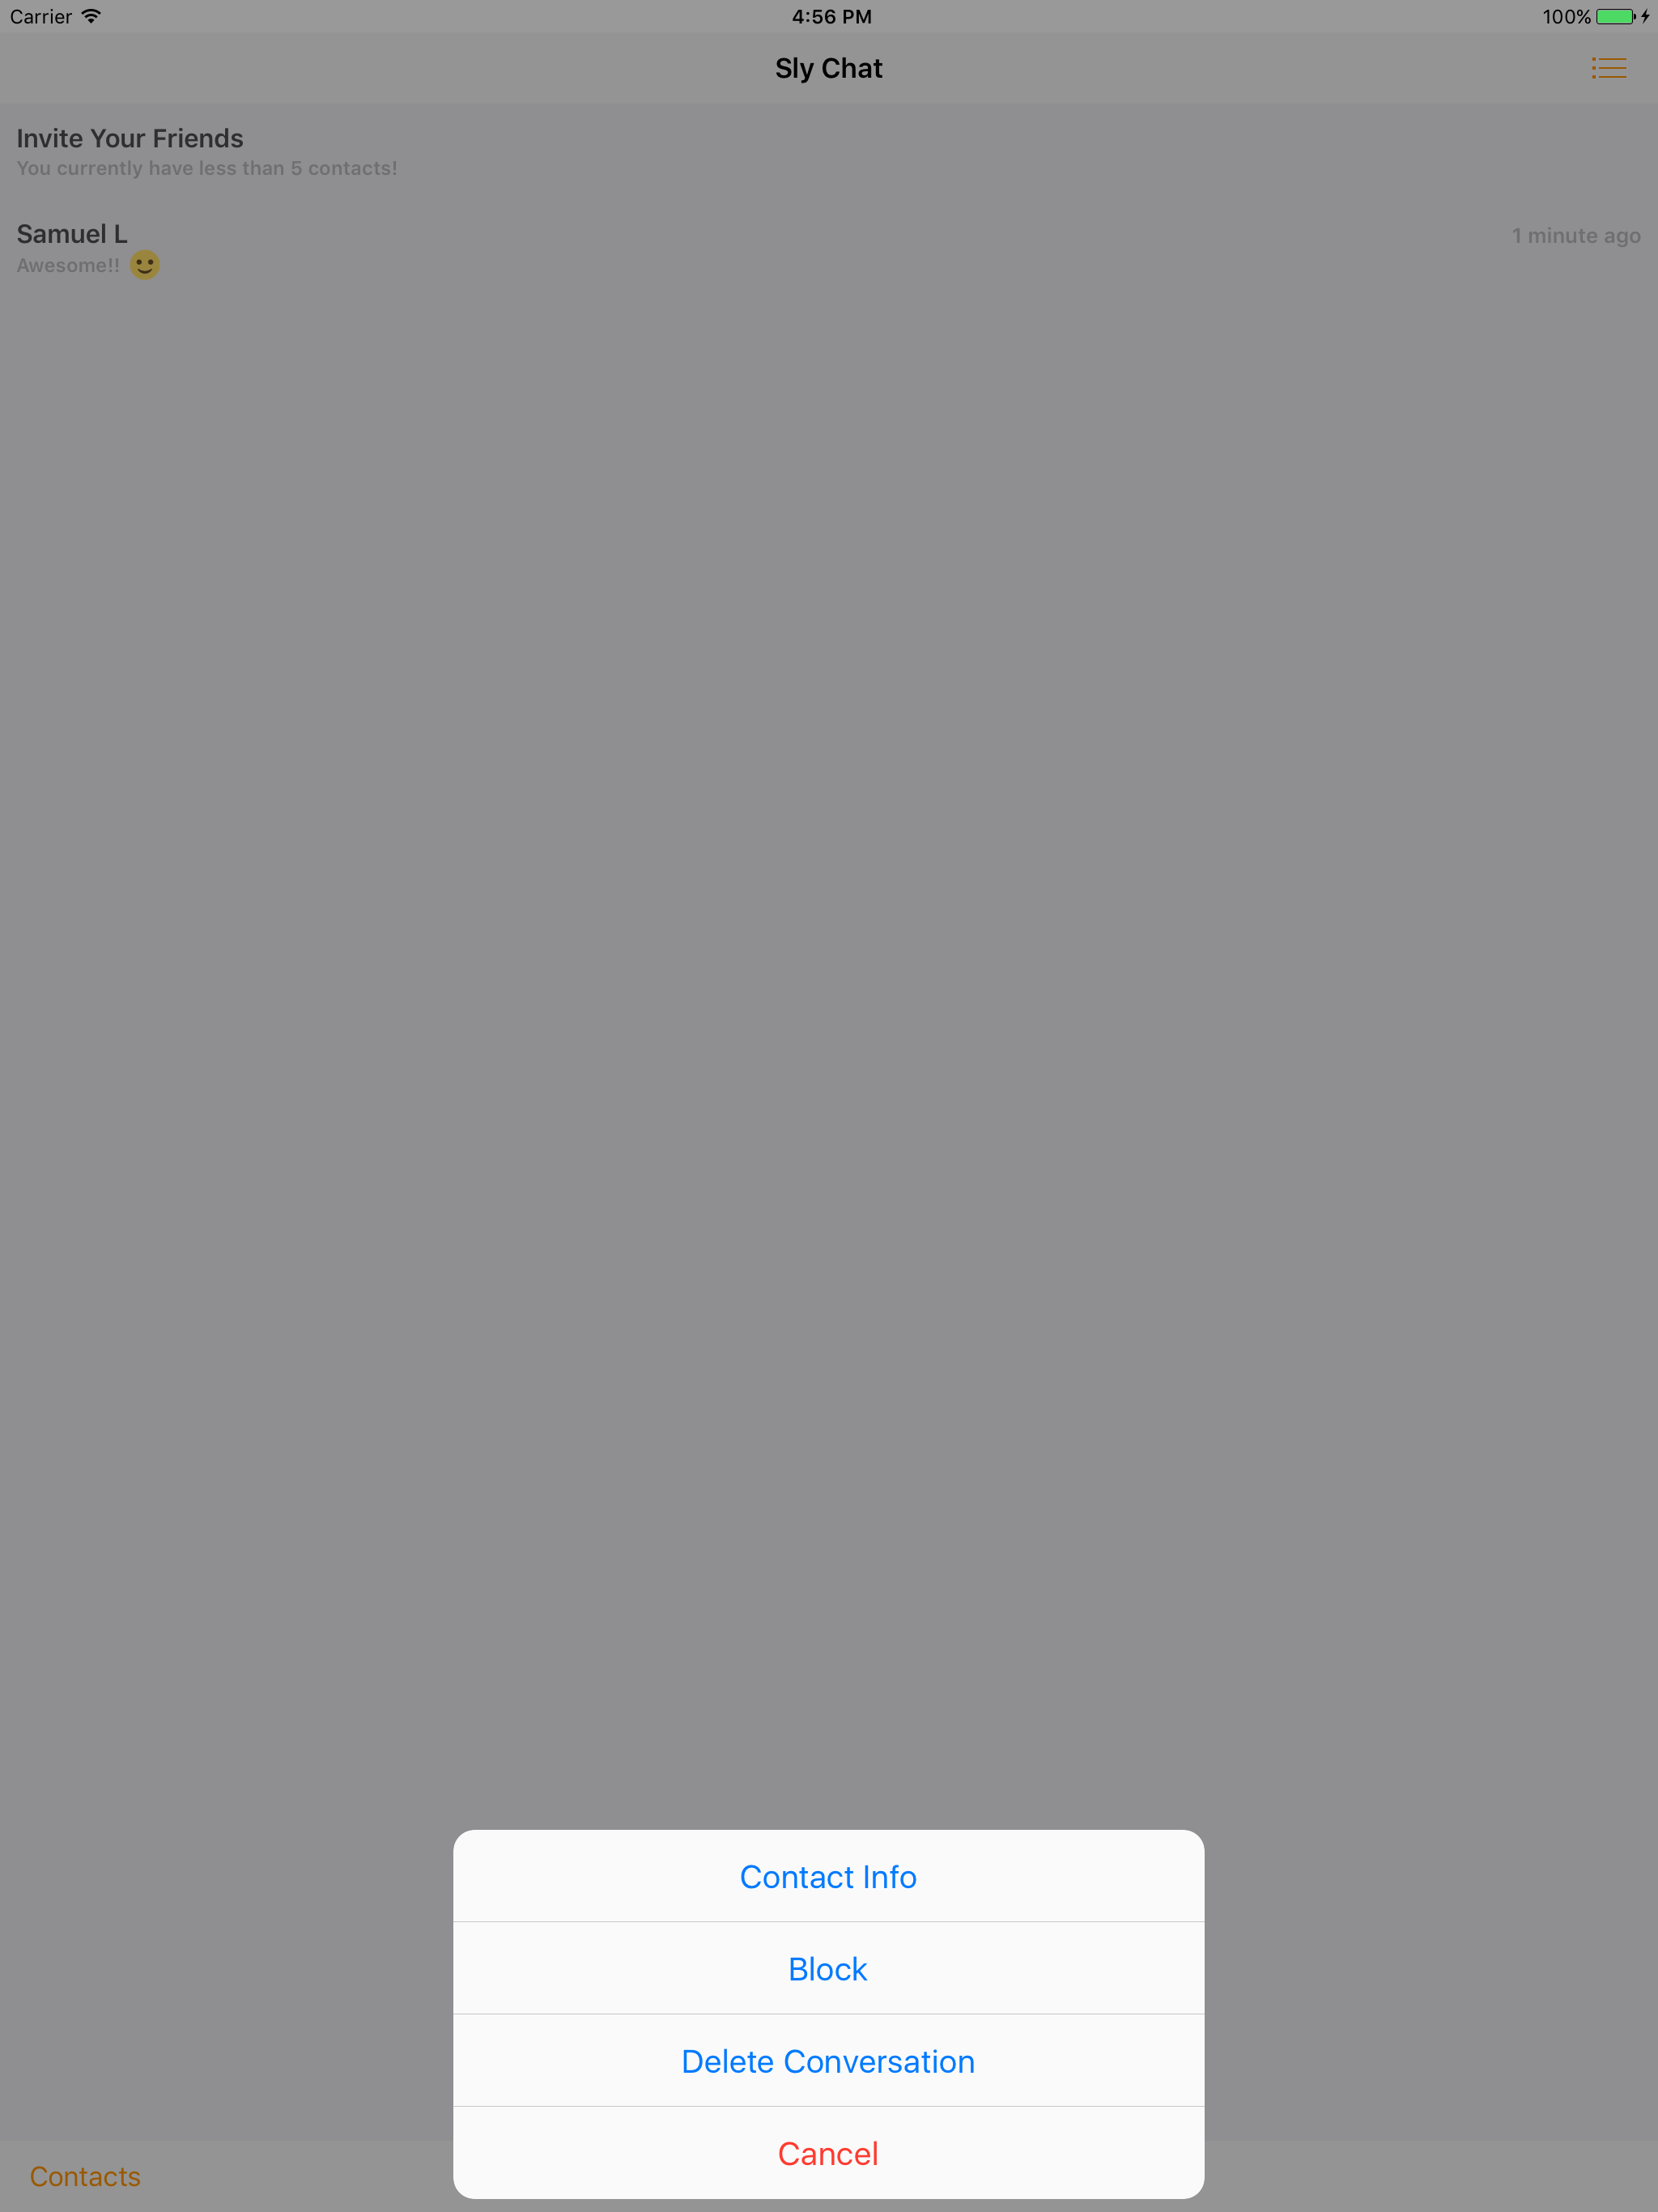 Carrier
4:56 PM
100%
Sly Chat
Invite Your Friends
You currently have less than 5 contacts!
Samuel L
1 minute ago
Awesome!! 🙂
Contact Info
Block
Delete Conversation
Cancel
Contacts